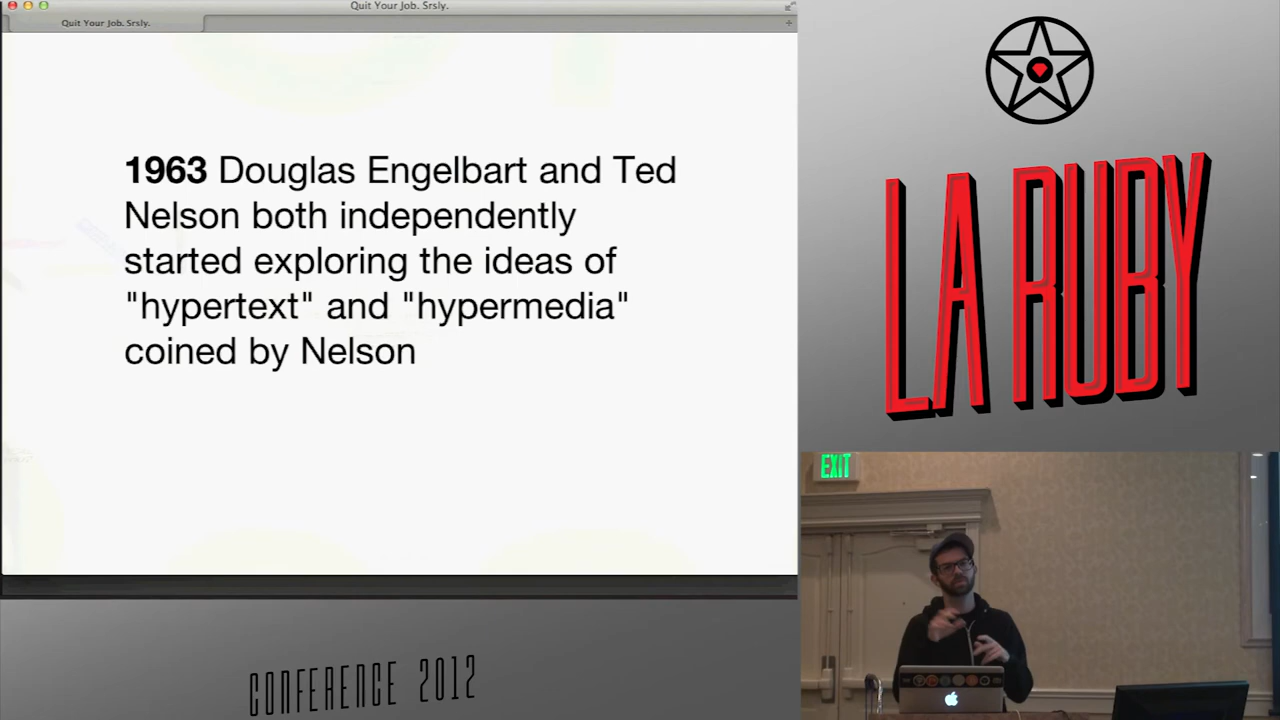 Quit Your Job. Srsly.
Quit Your Job. Srsly.
1963 Douglas Engelbart and Ted
Nelson both independently
started exploring the ideas of
"hypertext" and "hypermedia"
coined by Nelson
LA RUBY
EXIT
CONFERENCE 2012